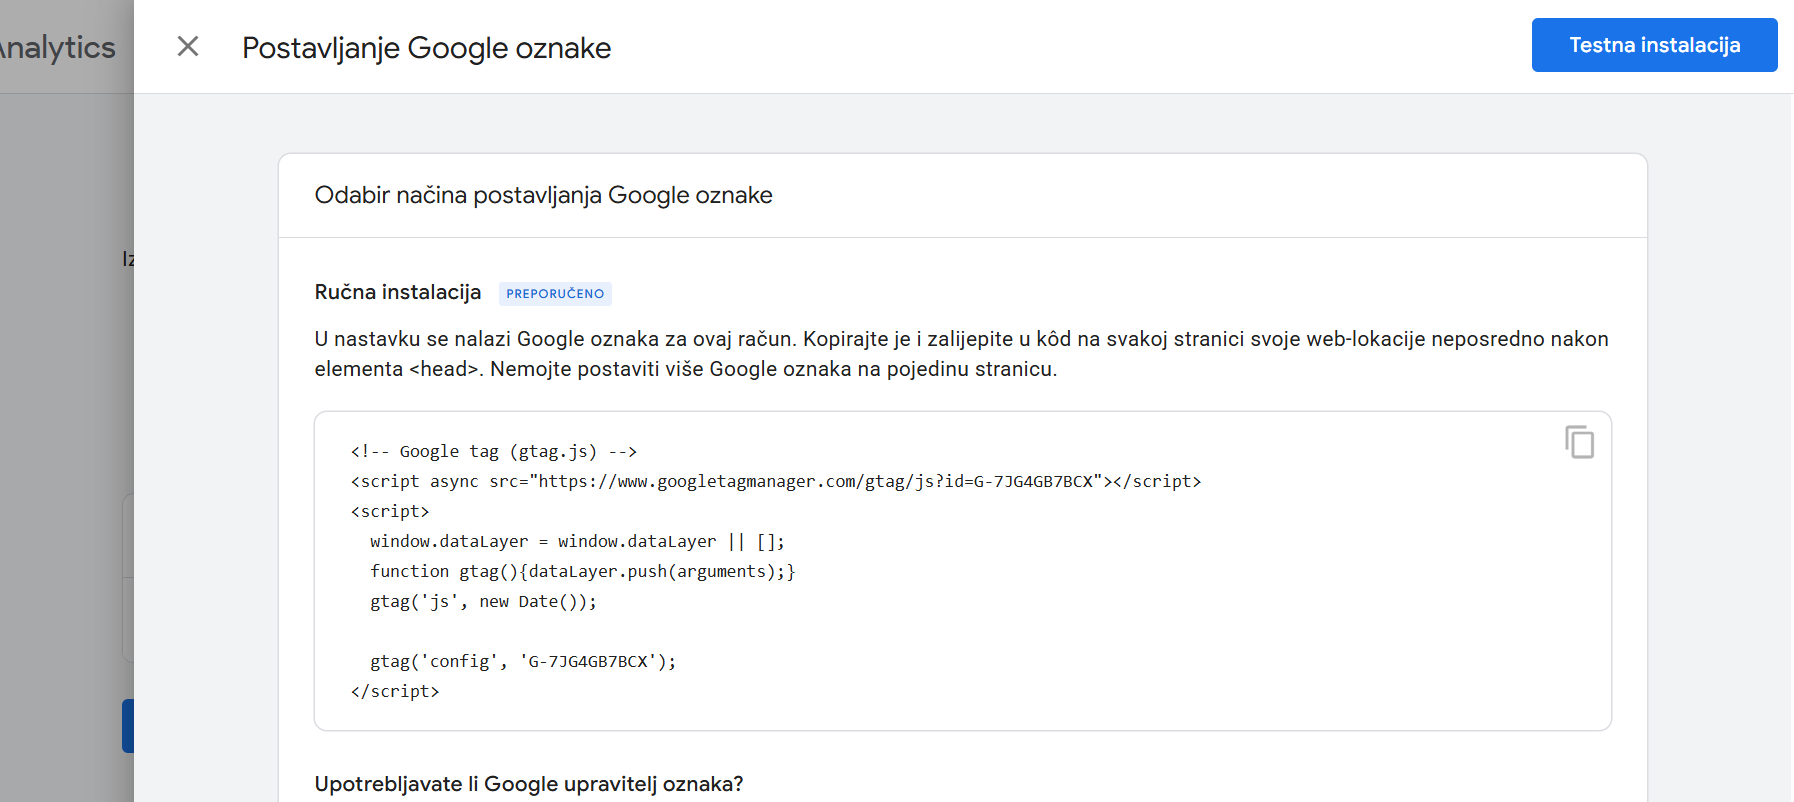 Analytics
Postavljanje Google oznake
Testna instalacija
Odabir načina postavljanja Google oznake
Iz
Ručna instalacija PREPORUČENO
U nastavku se nalazi Google oznaka za ovaj račun. Kopirajte je i zalijepite u kôd na svakoj stranici svoje web-lokacije neposredno nakon
elementa <head>. Nemojte postaviti više Google oznaka na pojedinu stranicu.
<!-- Google tag (gtag.js) -->
<script async src="https://www.googletagmanager.com/gtag/js?id=G-7JG4GB7BCX"></script>
<script>
  window.dataLayer = window.dataLayer || [];
  function gtag(){dataLayer.push(arguments);}
  gtag('js', new Date());

  gtag('config', 'G-7JG4GB7BCX');
</script>
Upotrebljavate li Google upravitelj oznaka?